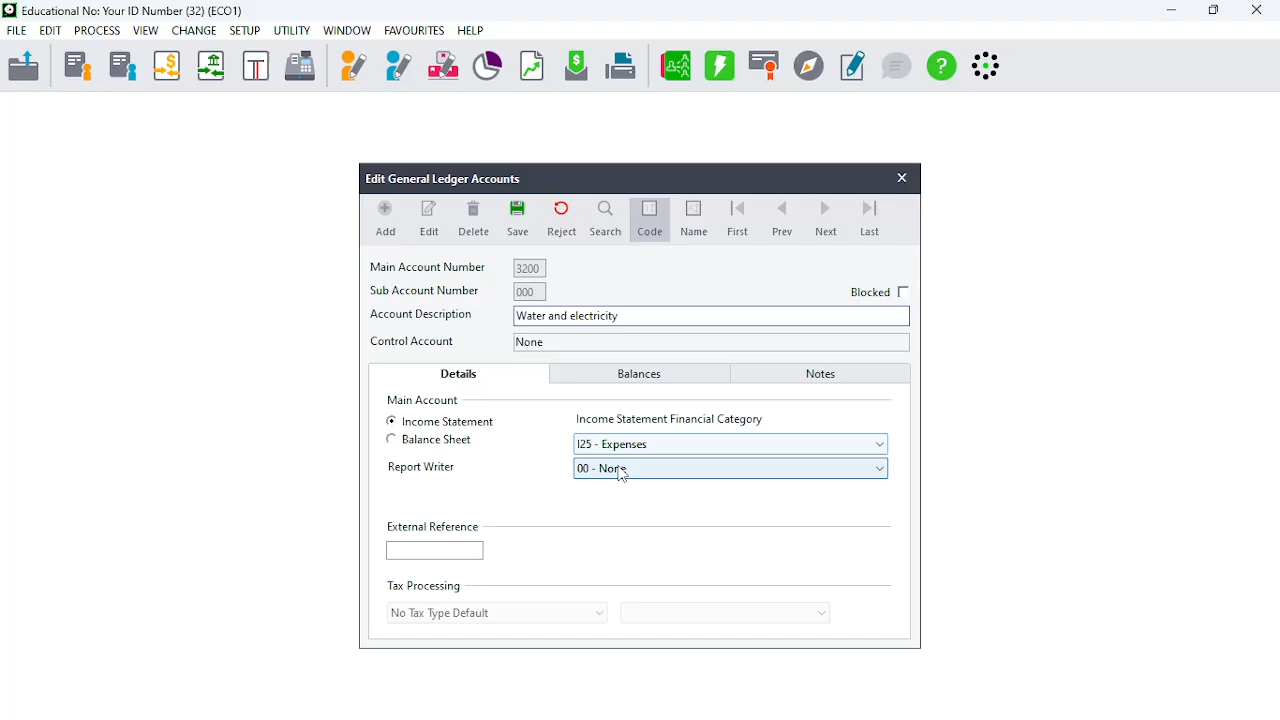 Educational No: Your ID Number (32) (ECO1)
FILE EDIT PROCESS VIEW CHANGE SETUP UTILITY WINDOW FAVOURITES HELP
Edit General Ledger Accounts
Add Edit Delete Save Reject Search Code Name First Prev Next Last
Main Account Number 3200
Sub Account Number 000
Blocked
Account Description Water and electricity
Control Account None
Details Balances Notes
Main Account
Income Statement
Income Statement Financial Category
Balance Sheet
I25 - Expenses
Report Writer 00 - None
External Reference
Tax Processing
No Tax Type Default